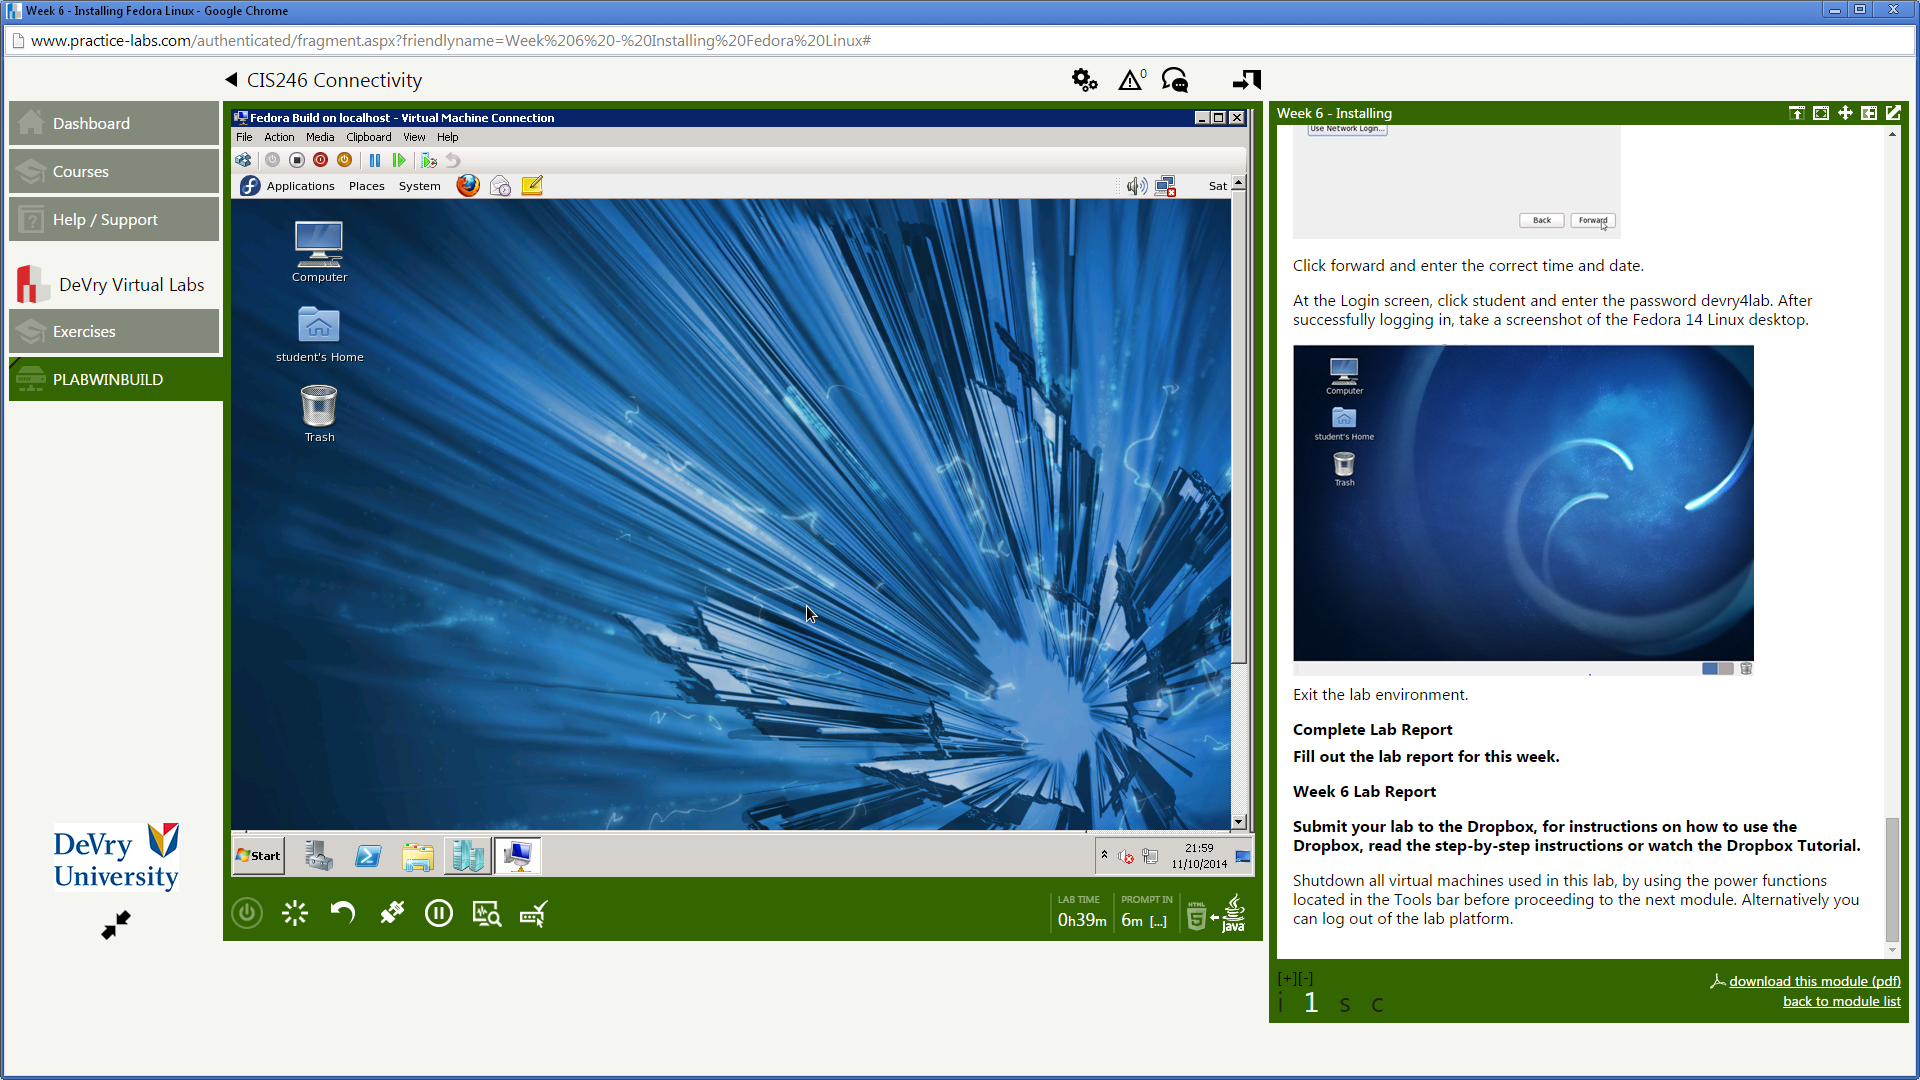 Week 6 - Installing Fedora Linux - Google Chrome
www.practice-labs.com/authenticated/fragment.aspx?friendlyname=Week%206%20-%20Installing%20Fedora%20Linux#
CIS246 Connectivity
0
Dashboard
Courses
Help / Support
DeVry Virtual Labs
Exercises
PLABWINBUILD
DeVry
University
Fedora Build on localhost - Virtual Machine Connection
File Action Media Clipboard View Help
Applications Places System
Sat
Computer
student's Home
Trash
Start
21:59
11/10/2014
LAB TIME
0h39m
PROMPT IN
6m [...]
HTML
5
Java
Week 6 - Installing
Use Network Login...
Back Forward
Click forward and enter the correct time and date.
At the Login screen, click student and enter the password devry4lab. After
successfully logging in, take a screenshot of the Fedora 14 Linux desktop.
Computer
student's Home
Trash
Exit the lab environment.
Complete Lab Report
Fill out the lab report for this week.
Week 6 Lab Report
Submit your lab to the Dropbox, for instructions on how to use the
Dropbox, read the step-by-step instructions or watch the Dropbox Tutorial.
Shutdown all virtual machines used in this lab, by using the power functions
located in the Tools bar before proceeding to the next module. Alternatively you
can log out of the lab platform.
[+][-]
i 1 s c
download this module (pdf)
back to module list